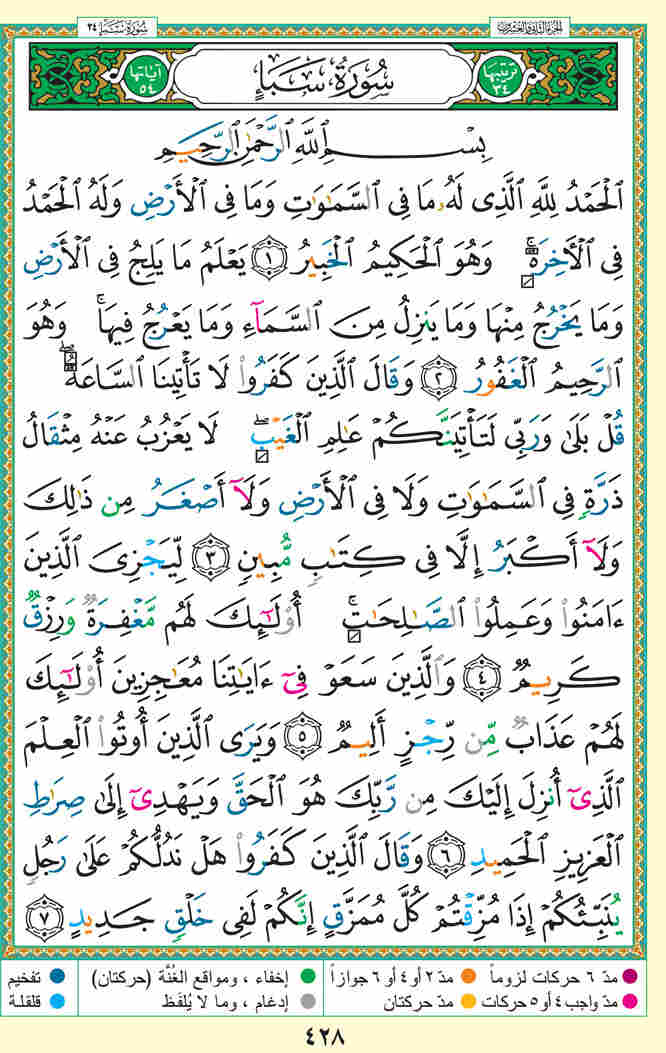 الجزء الثاني والعشرون
سُورَةُ سَبَإٍ ٣٤
ترتيبها ٣٤
سُورَةُ سَبَإٍ
آياتها ٥٤
بِسْمِ ٱللَّهِ ٱلرَّحْمَٰنِ ٱلرَّحِيمِ
ٱلْحَمْدُ لِلَّهِ ٱلَّذِى لَهُۥ مَا فِى ٱلسَّمَٰوَٰتِ وَمَا فِى ٱلْأَرْضِ وَلَهُ ٱلْحَمْدُ
فِى ٱلْأَخِرَةِ ۚ وَهُوَ ٱلْحَكِيمُ ٱلْخَبِيرُ ١ يَعْلَمُ مَا يَلِجُ فِى ٱلْأَرْضِ
وَمَا يَخْرُجُ مِنْهَا وَمَا يَنزِلُ مِنَ ٱلسَّمَآءِ وَمَا يَعْرُجُ فِيهَا ۚ وَهُوَ
ٱلرَّحِيمُ ٱلْغَفُورُ ٢ وَقَالَ ٱلَّذِينَ كَفَرُوا۟ لَا تَأْتِينَا ٱلسَّاعَةُ ۖ
قُلْ بَلَىٰ وَرَبِّى لَتَأْتِيَنَّكُمْ عَٰلِمِ ٱلْغَيْبِ ۖ لَا يَعْزُبُ عَنْهُ مِثْقَالُ
ذَرَّةٍ فِى ٱلسَّمَٰوَٰتِ وَلَا فِى ٱلْأَرْضِ وَلَآ أَصْغَرُ مِن ذَٰلِكَ
وَلَآ أَكْبَرُ إِلَّا فِى كِتَٰبٍ مُّبِينٍ ٣ لِّيَجْزِىَ ٱلَّذِينَ
ءَامَنُوا۟ وَعَمِلُوا۟ ٱلصَّٰلِحَٰتِ ۚ أُو۟لَٰٓئِكَ لَهُم مَّغْفِرَةٌ وَرِزْقٌ
كَرِيمٌ ٤ وَٱلَّذِينَ سَعَوْ فِىٓ ءَايَٰتِنَا مُعَٰجِزِينَ أُو۟لَٰٓئِكَ
لَهُمْ عَذَابٌ مِّن رِّجْزٍ أَلِيمٌ ٥ وَيَرَى ٱلَّذِينَ أُوتُوا۟ ٱلْعِلْمَ
ٱلَّذِىٓ أُنزِلَ إِلَيْكَ مِن رَّبِّكَ هُوَ ٱلْحَقَّ وَيَهْدِىٓ إِلَىٰ صِرَٰطِ
ٱلْعَزِيزِ ٱلْحَمِيدِ ٦ وَقَالَ ٱلَّذِينَ كَفَرُوا۟ هَلْ نَدُلُّكُمْ عَلَىٰ رَجُلٍ
يُنَبِّئُكُمْ إِذَا مُزِّقْتُمْ كُلَّ مُمَزَّقٍ إِنَّكُمْ لَفِى خَلْقٍ جَدِيدٍ ٧
مدّ ٦ حركات لزوماً
مدّ ٢ أو ٤ أو ٦ جوازاً
إخفاء ، ومواقع الغُنَّة (حركتان)
تفخيم
مدّ واجب ٤ أو ٥ حركات
مدّ حركتان
إدغام ، وما لا يُلفَظ
قلقلة
٤٢٨